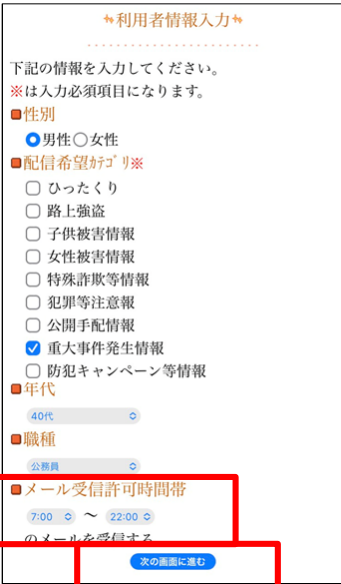 利用者情報入力
下記の情報を入力してください。
※は入力必須項目になります。
性別
男性 女性
配信希望ｶﾃｺﾞﾘ※
ひったくり
路上強盗
子供被害情報
女性被害情報
特殊詐欺等情報
犯罪等注意報
公開手配情報
重大事件発生情報
防犯キャンペーン等情報
年代
40代
職種
公務員
メール受信許可時間帯
7:00 ～ 22:00
のメールを受信する
次の画面に進む